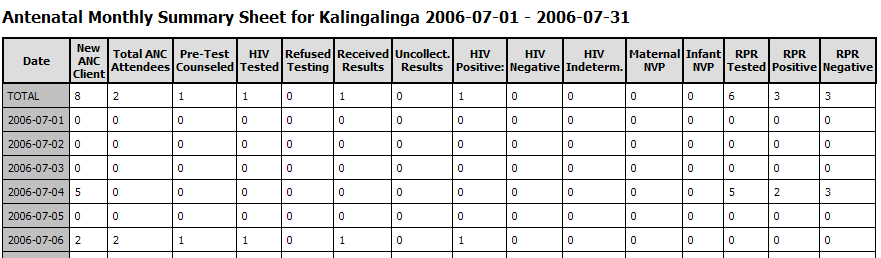 Antenatal Monthly Summary Sheet for Kalingalinga 2006-07-01 - 2006-07-31
Date New ANC Client Total ANC Attendees Pre-Test Counseled HIV Tested Refused Testing Received Results Uncollect. Results HIV Positive: HIV Negative HIV Indeterm. Maternal NVP Infant NVP RPR Tested RPR Positive RPR Negative
TOTAL 8 2 1 1 0 1 0 1 0 0 0 0 6 3 3
2006-07-01 0 0 0 0 0 0 0 0 0 0 0 0 0 0 0
2006-07-02 0 0 0 0 0 0 0 0 0 0 0 0 0 0 0
2006-07-03 0 0 0 0 0 0 0 0 0 0 0 0 0 0 0
2006-07-04 5 0 0 0 0 0 0 0 0 0 0 0 5 2 3
2006-07-05 0 0 0 0 0 0 0 0 0 0 0 0 0 0 0
2006-07-06 2 2 1 1 0 1 0 1 0 0 0 0 0 0 0